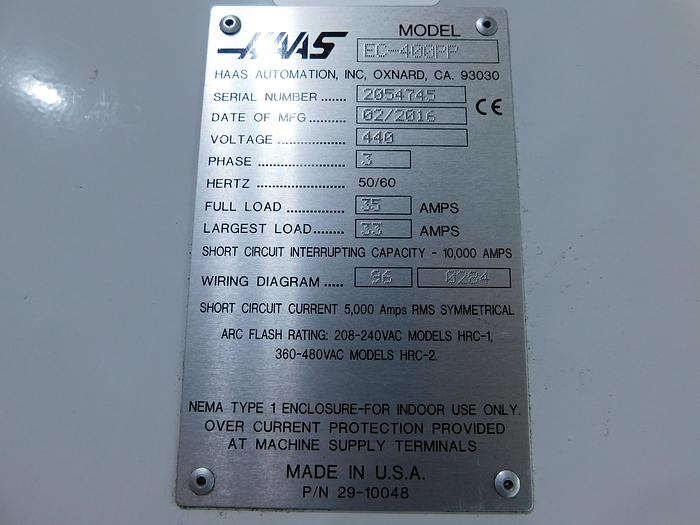 HAAS MODEL EC-400PP
HAAS AUTOMATION, INC, OXNARD, CA. 93030
SERIAL NUMBER ...... 2054745
DATE OF MFG ......... 02/2016 CE
VOLTAGE .................. 440
PHASE ...................... 3
HERTZ ...................... 50/60
FULL LOAD .............. 35 AMPS
LARGEST LOAD........ 33 AMPS
SHORT CIRCUIT INTERRUPTING CAPACITY - 10,000 AMPS
WIRING DIAGRAM ..... 96 0284
SHORT CIRCUIT CURRENT 5,000 Amps RMS SYMMETRICAL
ARC FLASH RATING: 208-240VAC MODELS HRC-1,
360-480VAC MODELS HRC-2.
NEMA TYPE 1 ENCLOSURE-FOR INDOOR USE ONLY.
OVER CURRENT PROTECTION PROVIDED
AT MACHINE SUPPLY TERMINALS
MADE IN U.S.A.
P/N 29-10048